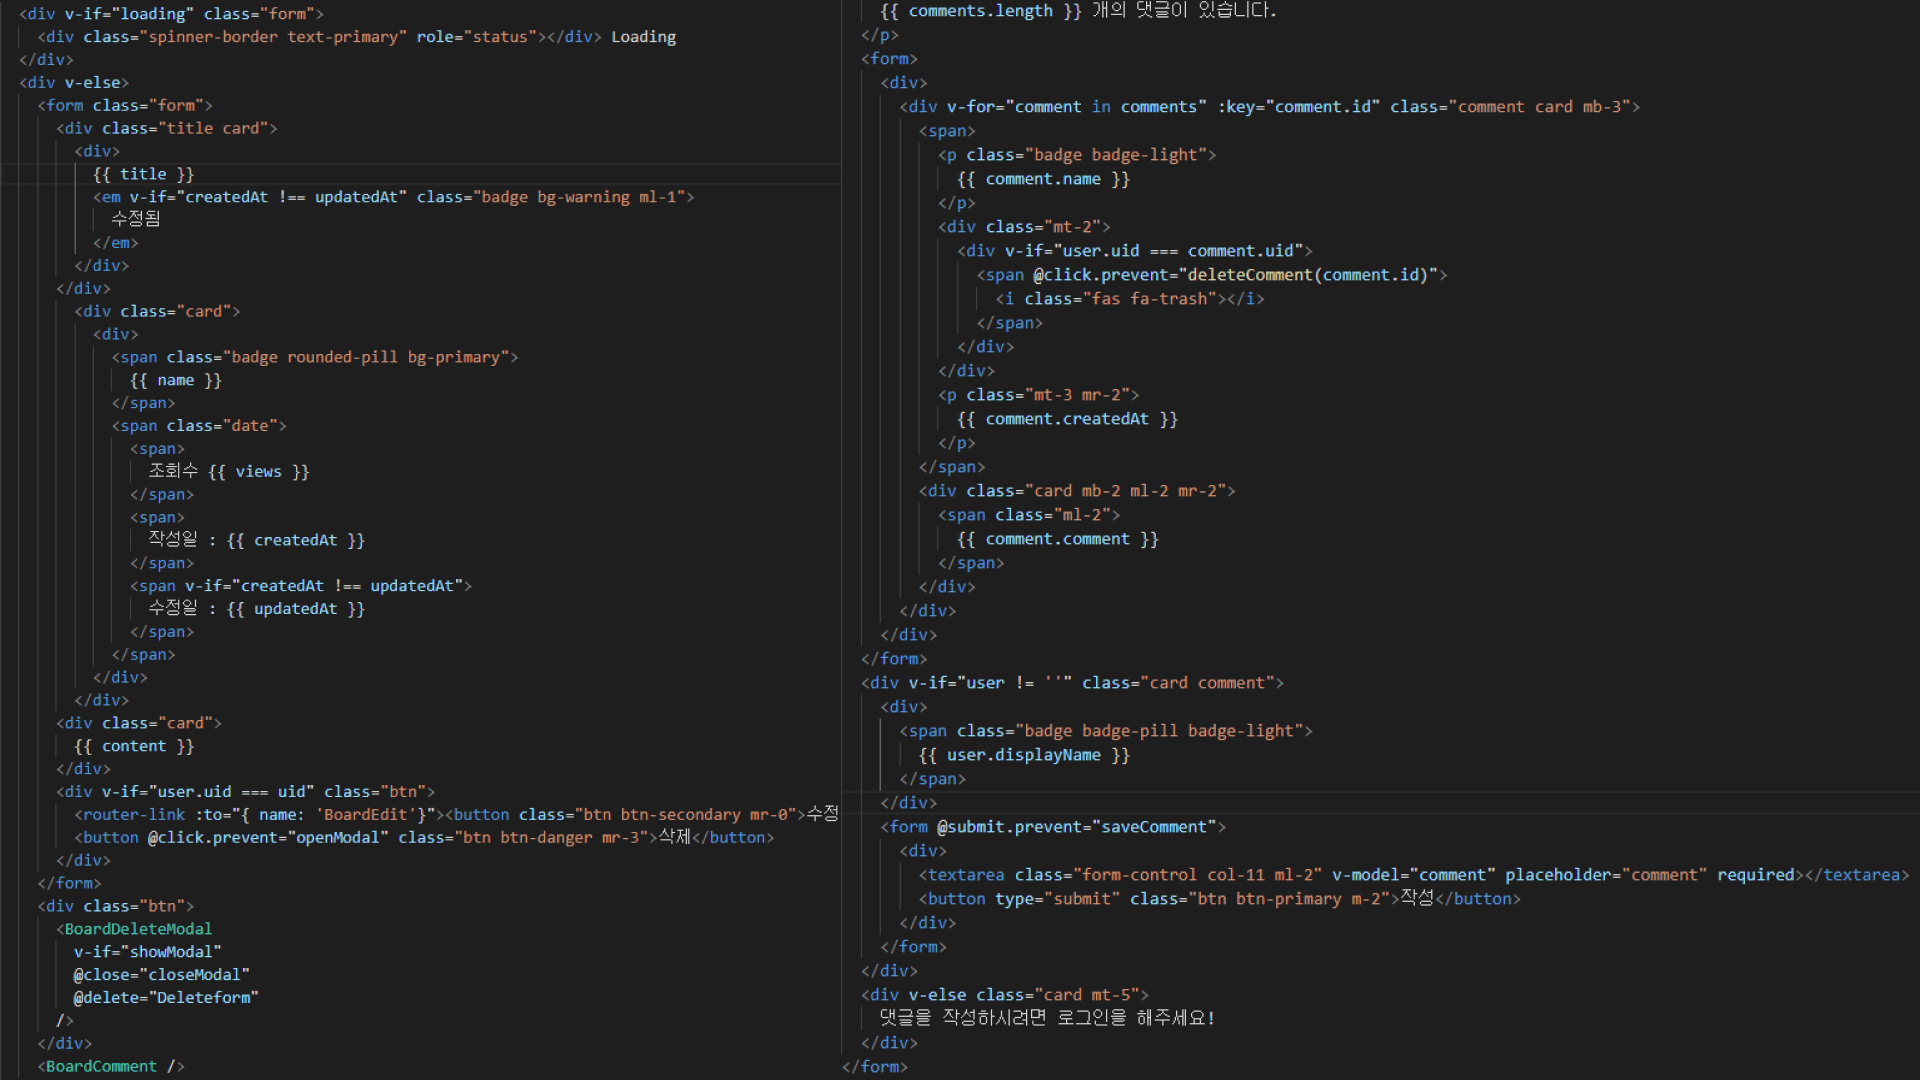 <div v-if="loading" class="form">
<div class="spinner-border text-primary" role="status"></div> Loading
</div>
<div v-else>
<form class="form">
<div class="title card">
<div>
{{ title }}
<em v-if="createdAt !== updatedAt" class="badge bg-warning ml-1">
수정됨
</em>
</div>
</div>
<div class="card">
<div>
<span class="badge rounded-pill bg-primary">
{{ name }}
</span>
<span class="date">
<span>
조회수 {{ views }}
</span>
<span>
작성일 : {{ createdAt }}
</span>
<span v-if="createdAt !== updatedAt">
수정일 : {{ updatedAt }}
</span>
</span>
</div>
</div>
<div class="card">
{{ content }}
</div>
<div v-if="user.uid === uid" class="btn">
<router-link :to="{ name: 'BoardEdit'}"><button class="btn btn-secondary mr-0">수정
<button @click.prevent="openModal" class="btn btn-danger mr-3">삭제</button>
</div>
</form>
<div class="btn">
<BoardDeleteModal
v-if="showModal"
@close="closeModal"
@delete="Deleteform"
/>
</div>
<BoardComment />
{{ comments.length }} 개의 댓글이 있습니다.
</p>
<form>
<div>
<div v-for="comment in comments" :key="comment.id" class="comment card mb-3">
<span>
<p class="badge badge-light">
{{ comment.name }}
</p>
<div class="mt-2">
<div v-if="user.uid === comment.uid">
<span @click.prevent="deleteComment(comment.id)">
<i class="fas fa-trash"></i>
</span>
</div>
</div>
<p class="mt-3 mr-2">
{{ comment.createdAt }}
</p>
</span>
<div class="card mb-2 ml-2 mr-2">
<span class="ml-2">
{{ comment.comment }}
</span>
</div>
</div>
</div>
</form>
<div v-if="user != ''" class="card comment">
<div>
<span class="badge badge-pill badge-light">
{{ user.displayName }}
</span>
</div>
<form @submit.prevent="saveComment">
<div>
<textarea class="form-control col-11 ml-2" v-model="comment" placeholder="comment" required></textarea>
<button type="submit" class="btn btn-primary m-2">작성</button>
</div>
</form>
</div>
<div v-else class="card mt-5">
댓글을 작성하시려면 로그인을 해주세요!
</div>
</form>